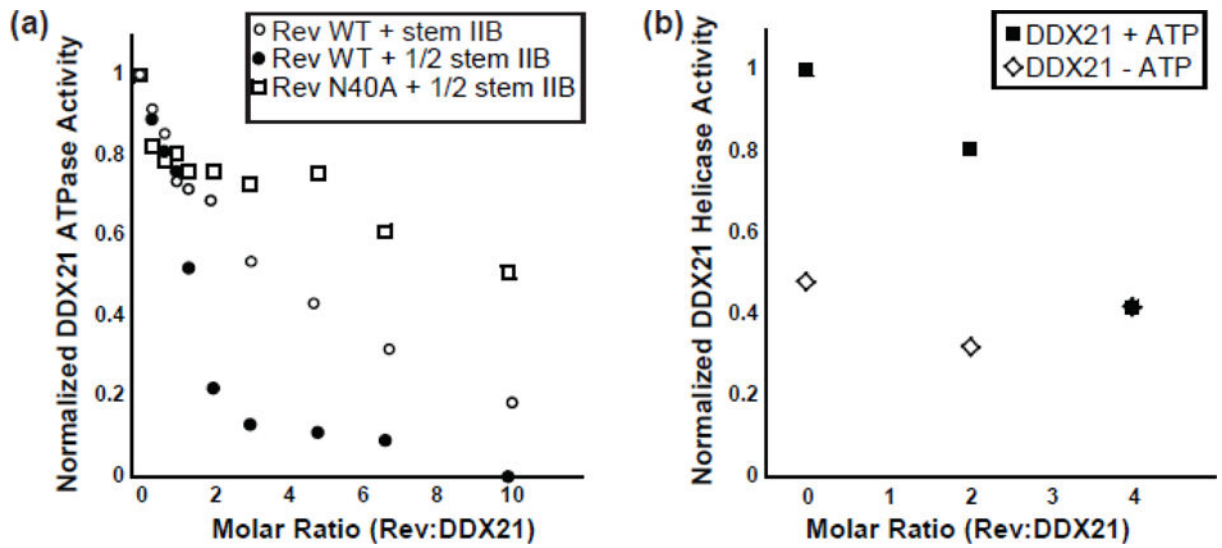 (a)
Rev WT + stem IIB
Rev WT + 1/2 stem IIB
Rev N40A + 1/2 stem IIB
Normalized DDX21 ATPase Activity
1
0.8
0.6
0.4
0.2
0
0 2 4 6 8 10
Molar Ratio (Rev:DDX21)
(b)
DDX21 + ATP
DDX21 - ATP
Normalized DDX21 Helicase Activity
1
0.8
0.6
0.4
0.2
0
0 1 2 3 4
Molar Ratio (Rev:DDX21)